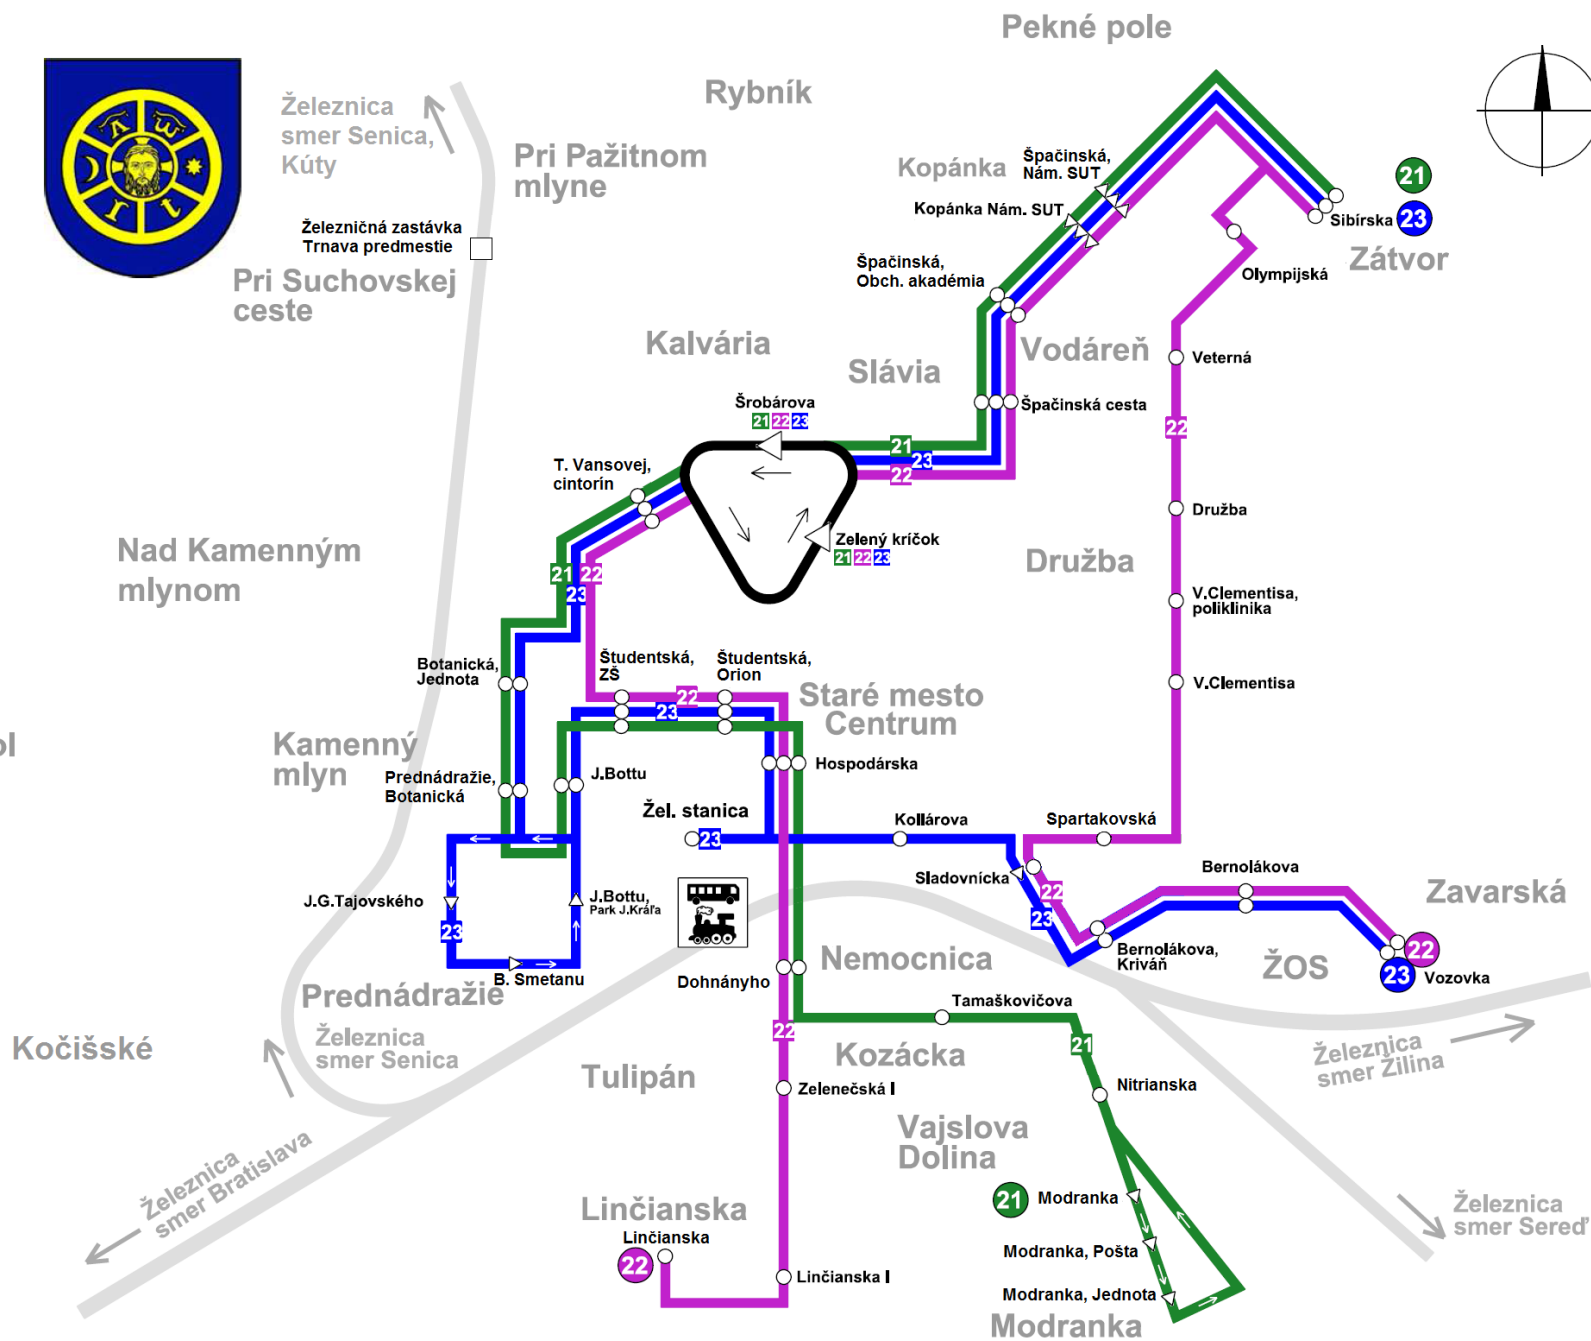 Pekné pole
Rybník
Železnica
smer Senica,
Kúty
Pri Pažitnom
mlyne
Kopánka
Špačinská,
Nám. SUT
21
Kopánka Nám. SUT
Sibírska
23
Železničná zastávka
Trnava predmestie
Zátvor
Pri Suchovskej
ceste
Špačinská,
Obch. akadémia
Olympijská
Kalvária
Slávia
Vodáreň
Veterná
Šrobárova
21 22 23
Špačinská cesta
22
21
23
22
T. Vansovej,
cintorín
Družba
Zelený kríčok
21 22 23
Nad Kamenným
mlynom
Družba
21
22
23
V.Clementisa,
poliklinika
Botanická,
Jednota
Študentská,
ZŠ
Študentská,
Orion
V.Clementisa
22
23
Staré mesto
Centrum
ol
Kamenný
mlyn
Prednádražie,
Botanická
J.Bottu
Hospodárska
Žel. stanica
23
Kollárova
Spartakovská
Sladovnícka
Bernolákova
J.G.Tajovského
J.Bottu,
Park J.Kráľa
22
23
Zavarská
23
Bernolákova,
Kriváň
22
23
Vozovka
ŽOS
B. Smetanu
Dohnányho
Nemocnica
Prednádražie
Tamaškovičova
Kočišské
Železnica
smer Senica
22
21
Kozácka
Železnica
smer Žilina
Tulipán
Zelenečská I
Nitrianska
Vajslova
Dolina
Železnica
smer Bratislava
21
Modranka
Linčianska
Linčianska
22
Železnica
smer Sereď
Modranka, Pošta
Linčianska I
Modranka, Jednota
Modranka